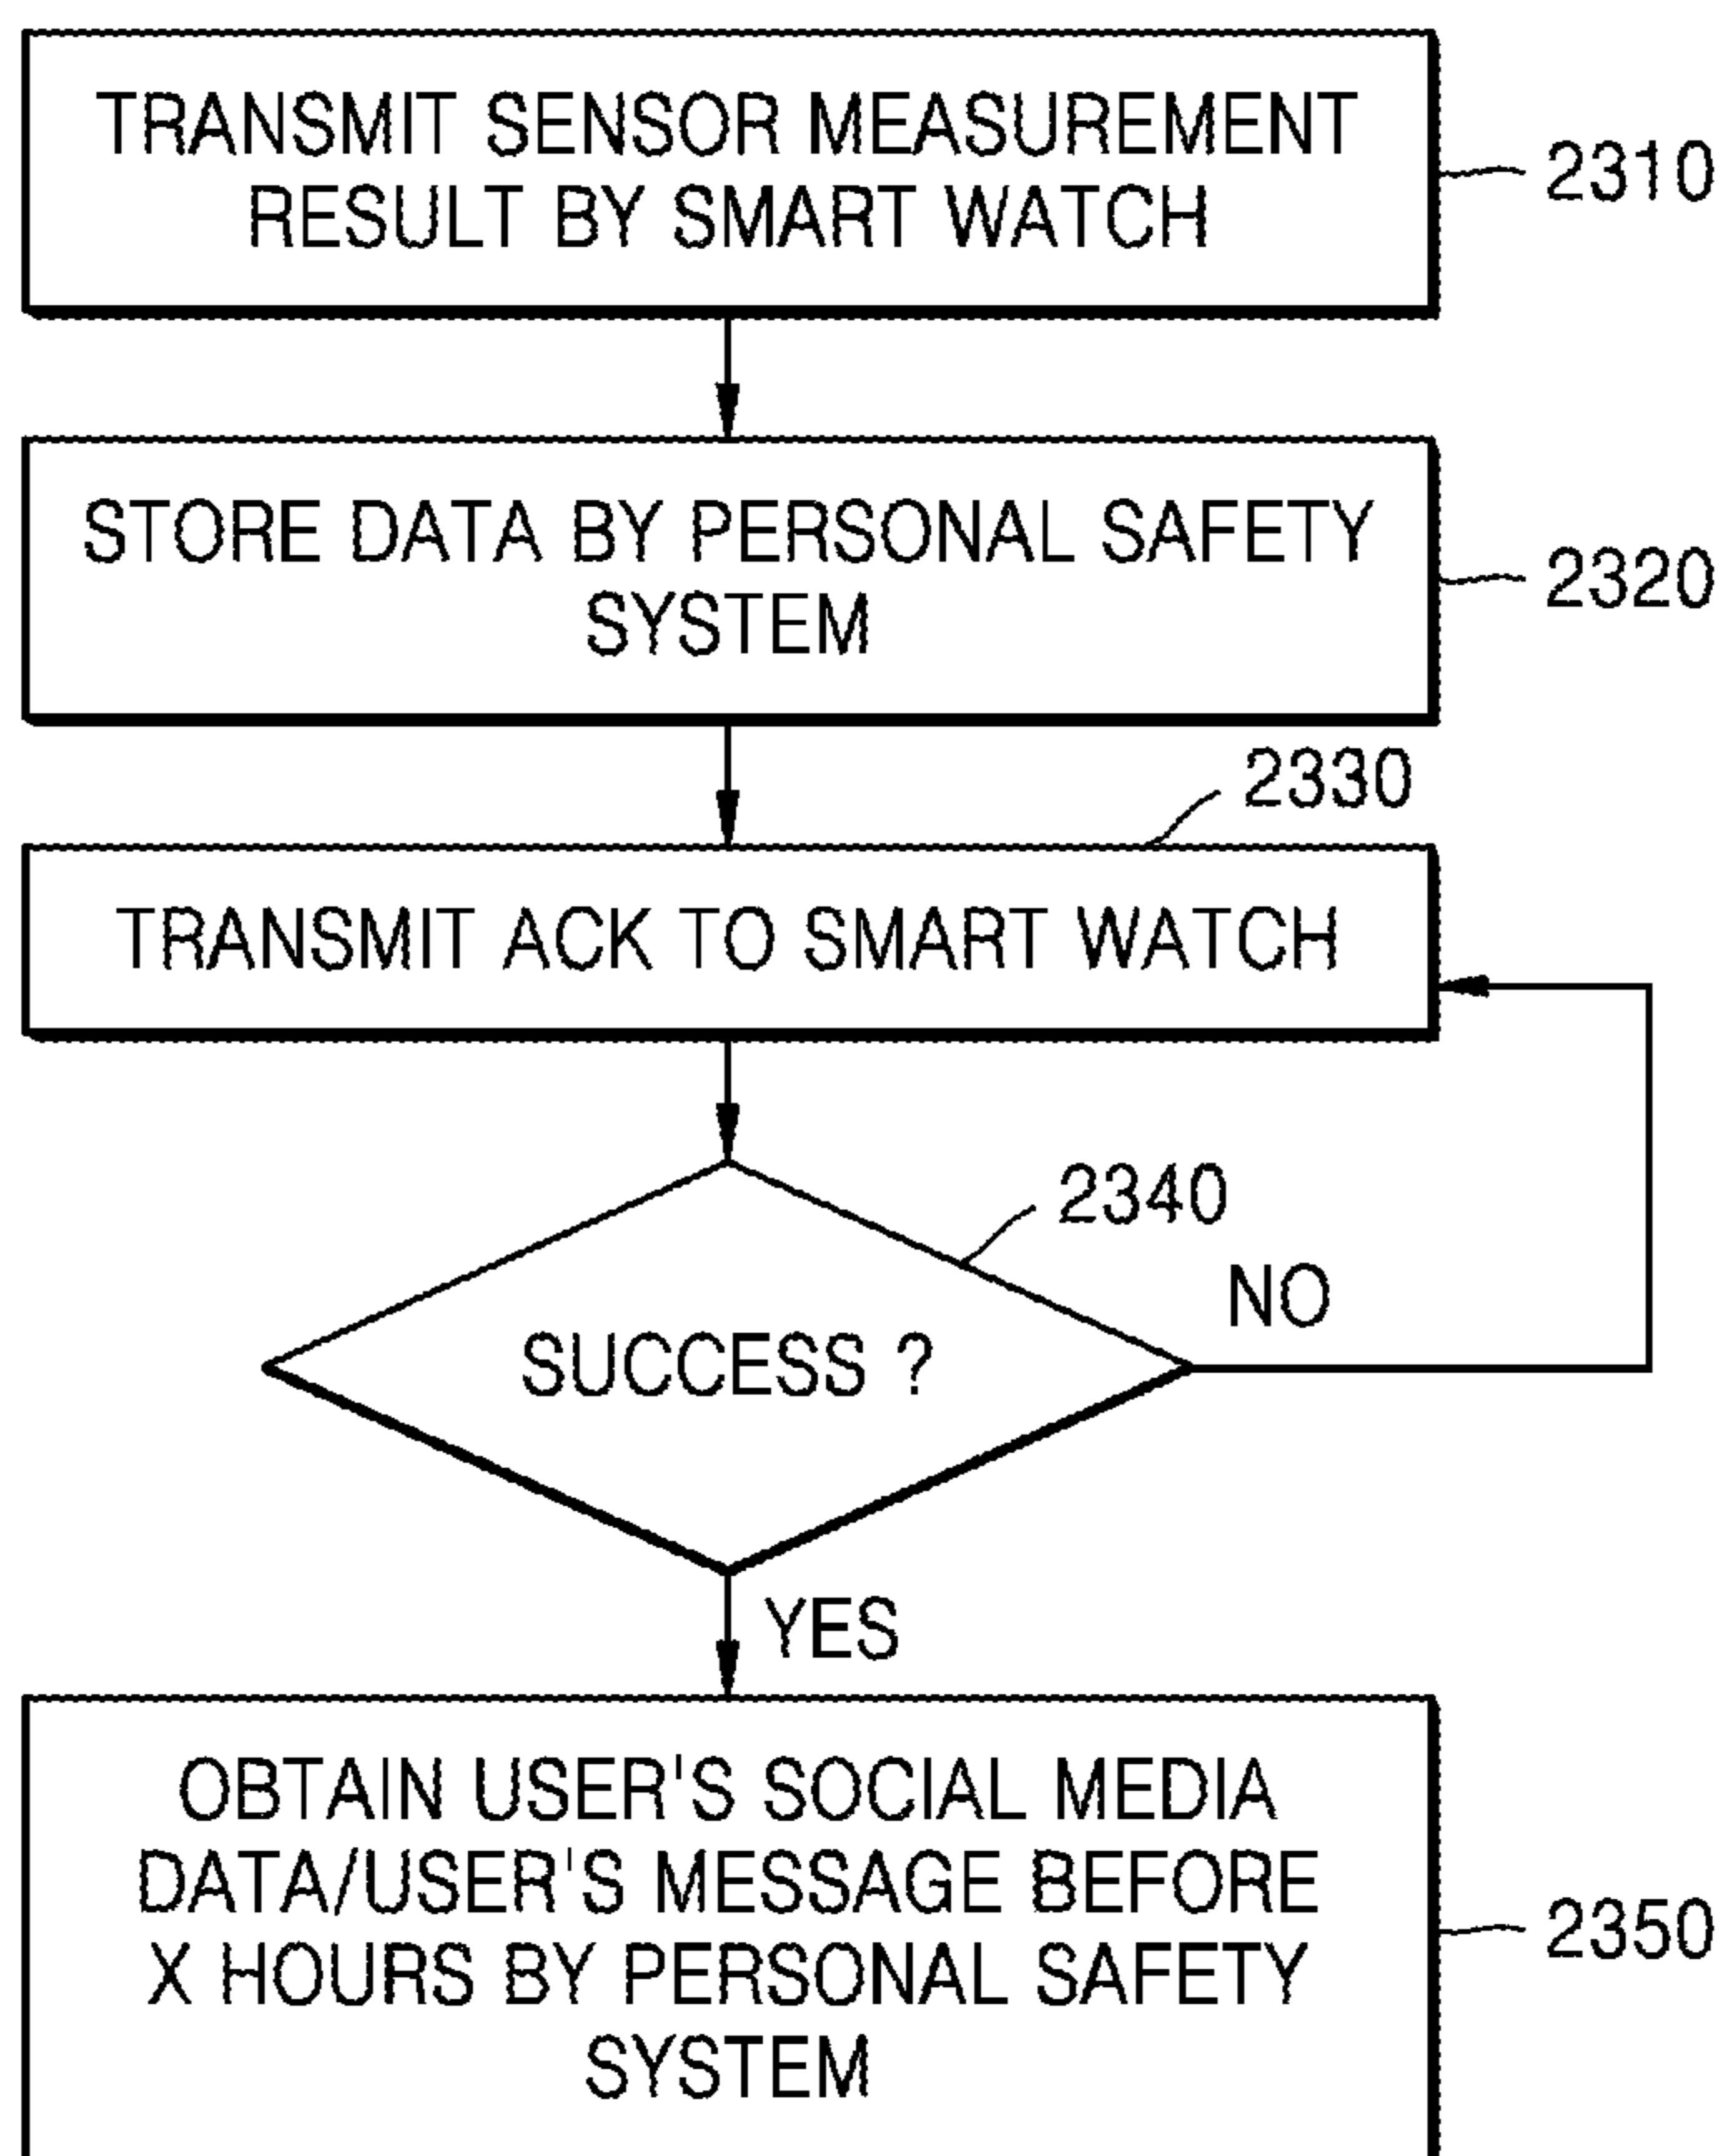 TRANSMIT SENSOR MEASUREMENT
RESULT BY SMART WATCH
2310
STORE DATA BY PERSONAL SAFETY
SYSTEM
2320
2330
TRANSMIT ACK TO SMART WATCH
2340
NO
SUCCESS ?
YES
OBTAIN USER'S SOCIAL MEDIA
DATA/USER'S MESSAGE BEFORE
X HOURS BY PERSONAL SAFETY
SYSTEM
2350